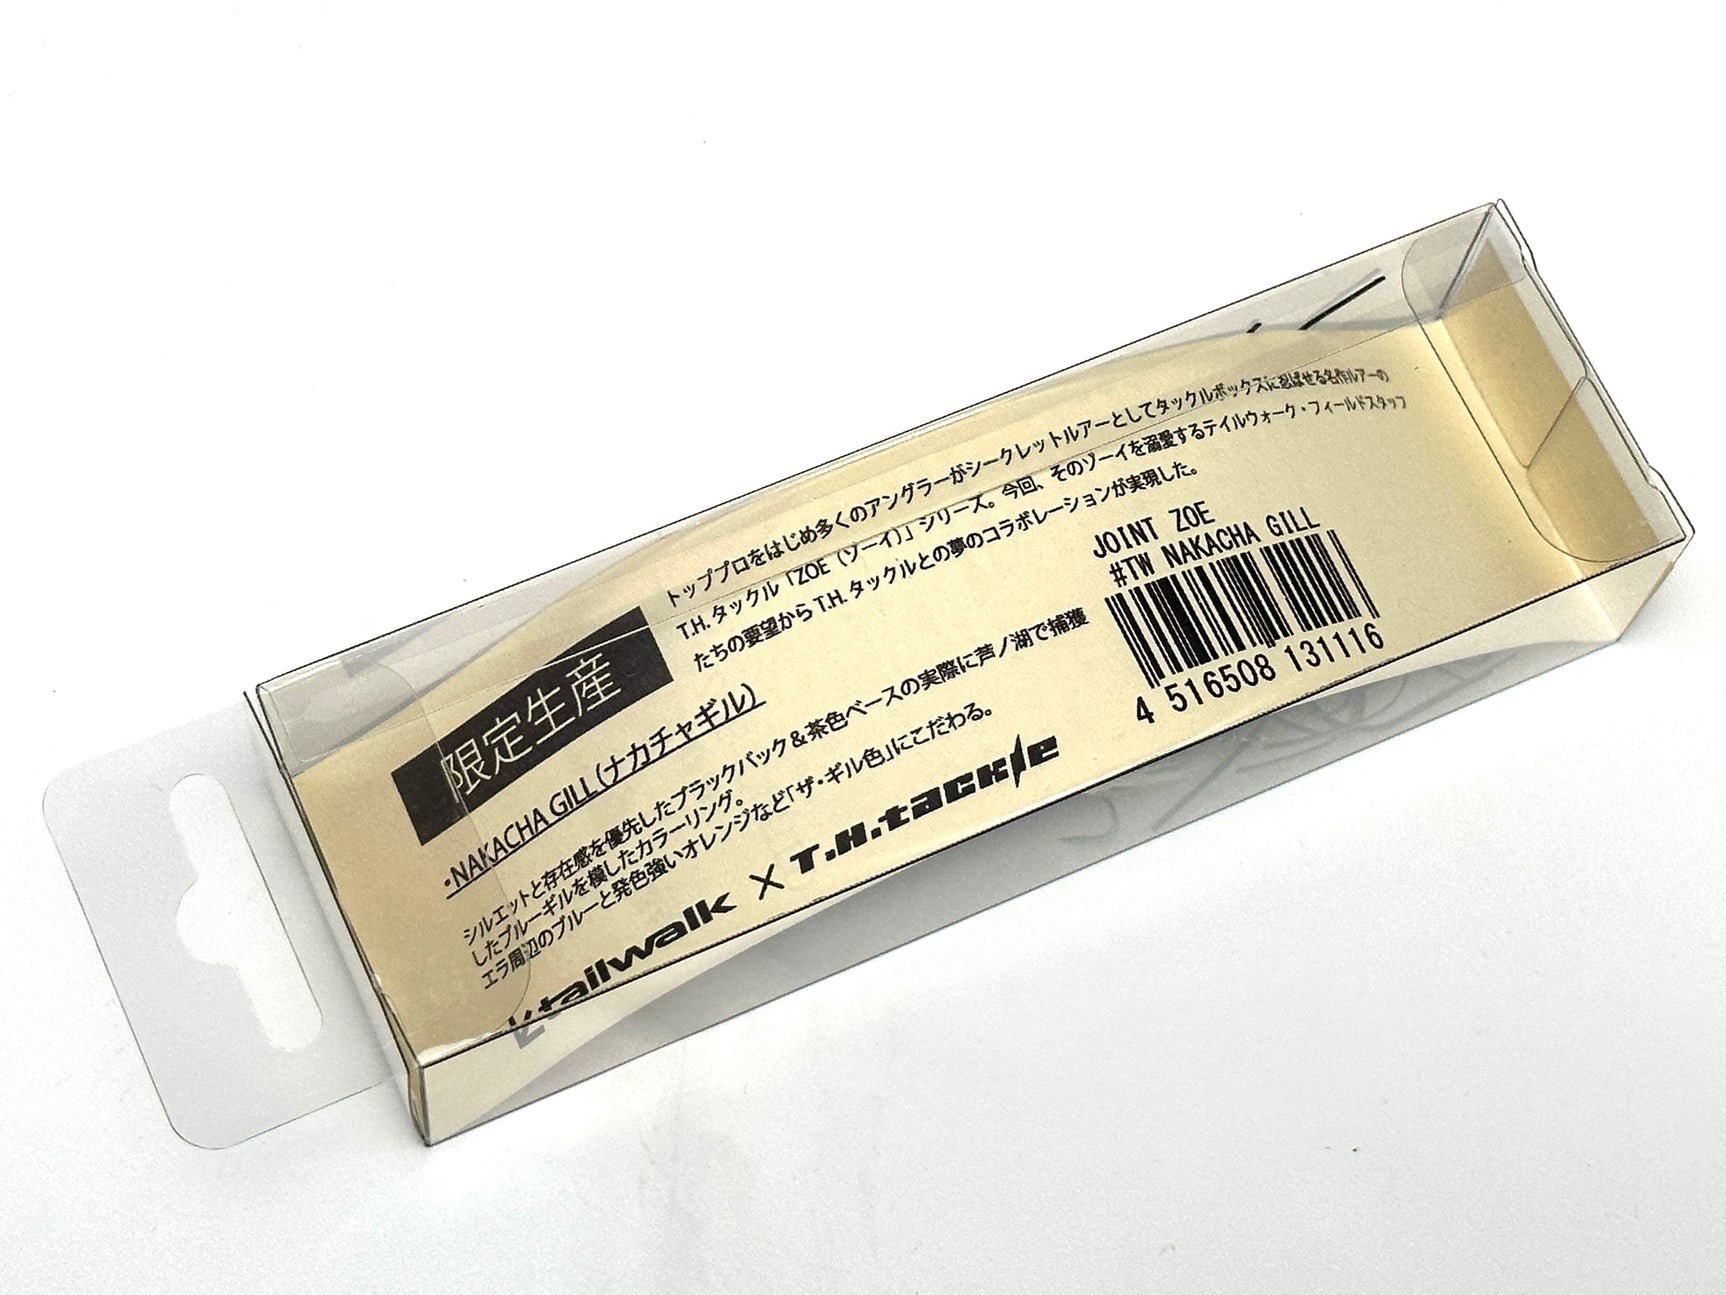 限定生産
トッププロをはじめ多くのアングラーがシークレットルアーとしてタックルボックスに忍ばせる名作ルアーの
T.H.タックル「ZOE（ゾーイ）」シリーズ。今回、そのゾーイを溺愛するテイルウォーク・フィールドスタッフ
たちの要望からT.H.タックルとの夢のコラボレーションが実現した。
・NAKACHA GILL（ナカチャギル）
シルエットと存在感を優先したブラックバック&茶色ベースの実際に芦ノ湖で捕獲
したブルーギルを模したカラーリング。
エラ周辺のブルーと発色強いオレンジなど「ザ・ギル色」にこだわる。
tailwalk × T.H.tackle
JOINT ZOE
#TW NAKACHA GILL
4 516508 131116